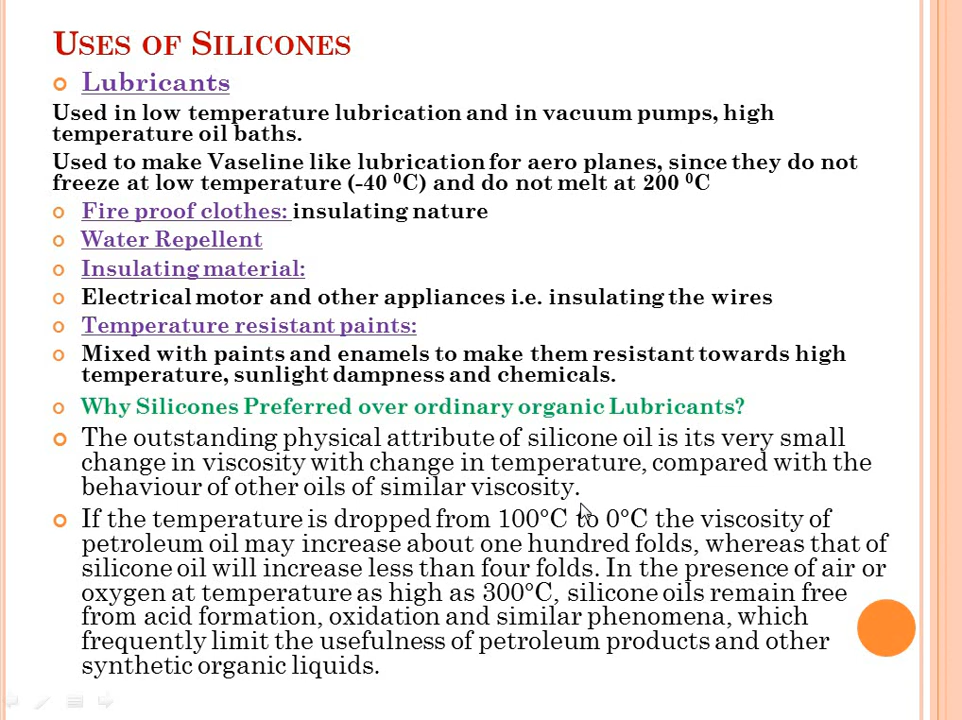 USES OF SILICONES
Lubricants
Used in low temperature lubrication and in vacuum pumps, high
temperature oil baths.
Used to make Vaseline like lubrication for aero planes, since they do not
freeze at low temperature (-40 ⁰C) and do not melt at 200 ⁰C
Fire proof clothes: insulating nature
Water Repellent
Insulating material:
Electrical motor and other appliances i.e. insulating the wires
Temperature resistant paints:
Mixed with paints and enamels to make them resistant towards high
temperature, sunlight dampness and chemicals.
Why Silicones Preferred over ordinary organic Lubricants?
The outstanding physical attribute of silicone oil is its very small
change in viscosity with change in temperature, compared with the
behaviour of other oils of similar viscosity.
If the temperature is dropped from 100°C to 0°C the viscosity of
petroleum oil may increase about one hundred folds, whereas that of
silicone oil will increase less than four folds. In the presence of air or
oxygen at temperature as high as 300°C, silicone oils remain free
from acid formation, oxidation and similar phenomena, which
frequently limit the usefulness of petroleum products and other
synthetic organic liquids.